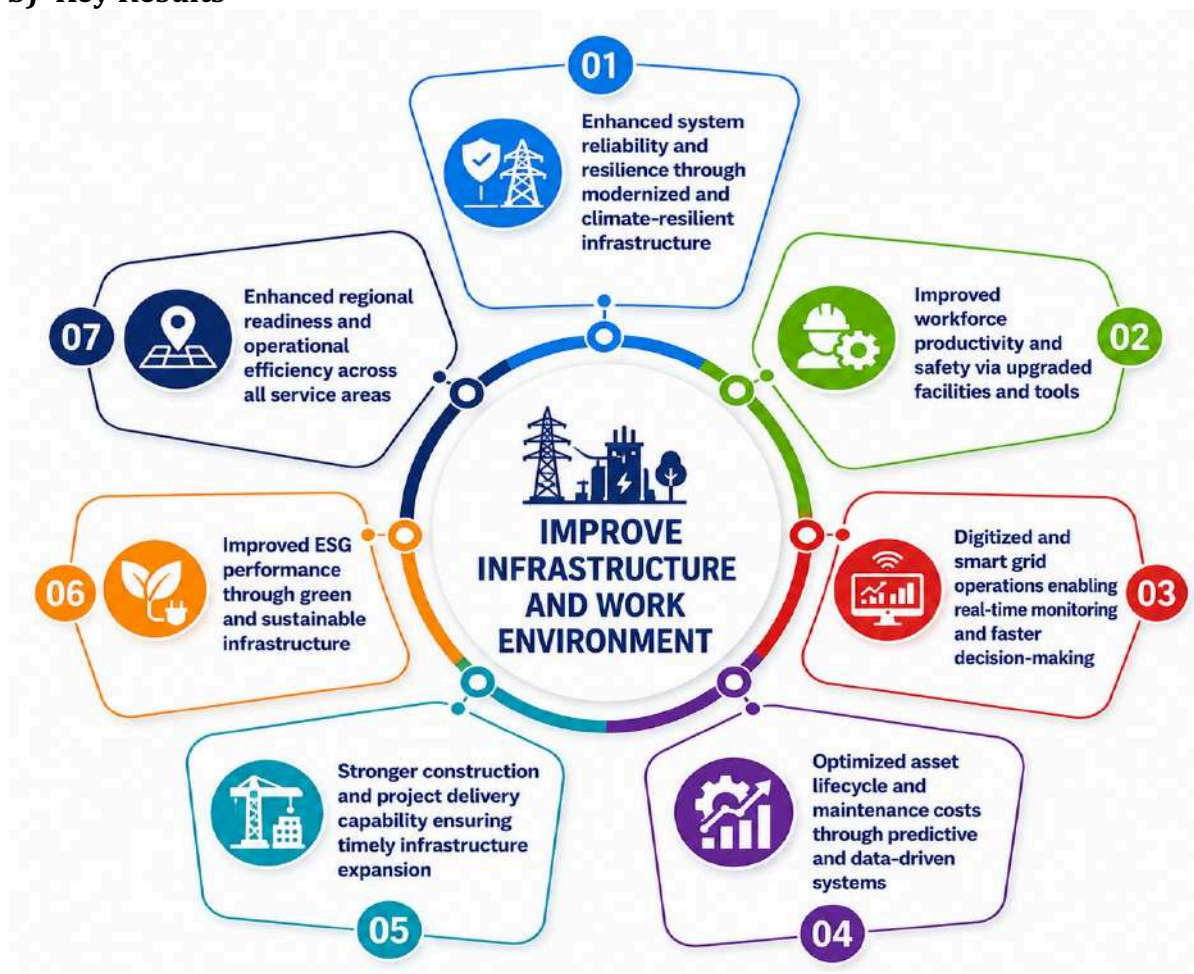 Key Results
01
Enhanced system
reliability and
resilience through
modernized and
climate-resilient
infrastructure
02
Improved
workforce
productivity and
safety via upgraded
facilities and tools
03
Digitized and
smart grid
operations enabling
real-time monitoring
and faster
decision-making
04
Optimized asset
lifecycle and
maintenance costs
through predictive
and data-driven
systems
05
Stronger construction
and project delivery
capability ensuring
timely infrastructure
expansion
06
Improved ESG
performance
through green
and sustainable
infrastructure
07
Enhanced regional
readiness and
operational
efficiency across
all service areas
IMPROVE
INFRASTRUCTURE
AND WORK
ENVIRONMENT